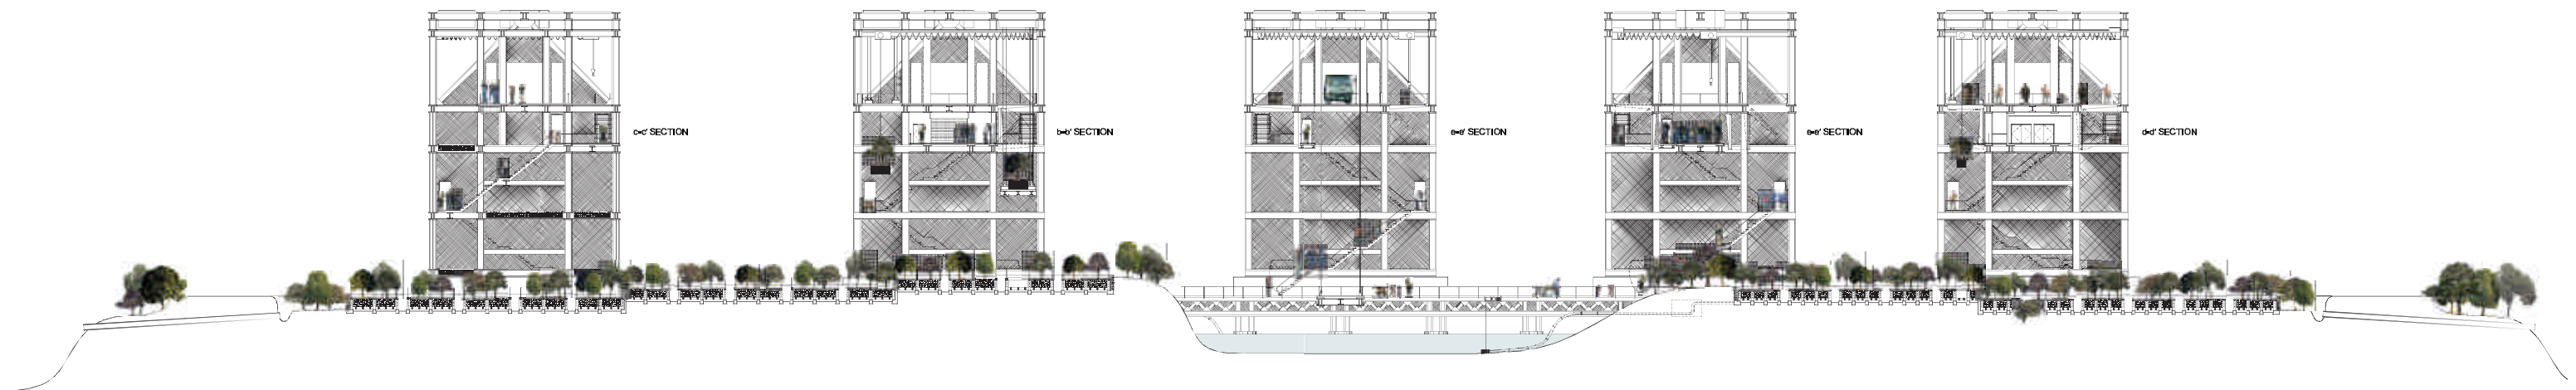 c=c' SECTION
b=b' SECTION
e=e' SECTION
e=e' SECTION
d=d' SECTION